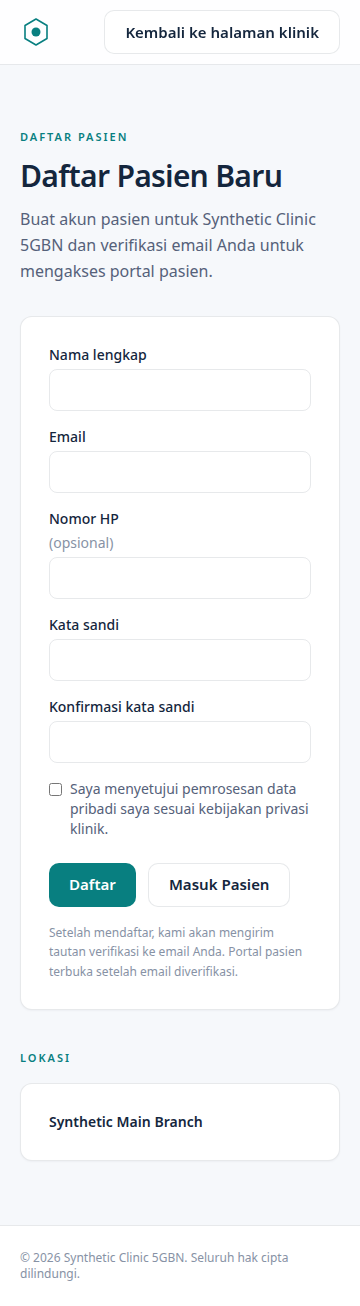 Kembali ke halaman klinik
DAFTAR PASIEN
Daftar Pasien Baru
Buat akun pasien untuk Synthetic Clinic
5GBN dan verifikasi email Anda untuk
mengakses portal pasien.
Nama lengkap
Email
Nomor HP
(opsional)
Kata sandi
Konfirmasi kata sandi
Saya menyetujui pemrosesan data
pribadi saya sesuai kebijakan privasi
klinik.
Daftar
Masuk Pasien
Setelah mendaftar, kami akan mengirim
tautan verifikasi ke email Anda. Portal pasien
terbuka setelah email diverifikasi.
LOKASI
Synthetic Main Branch
© 2026 Synthetic Clinic 5GBN. Seluruh hak cipta
dilindungi.